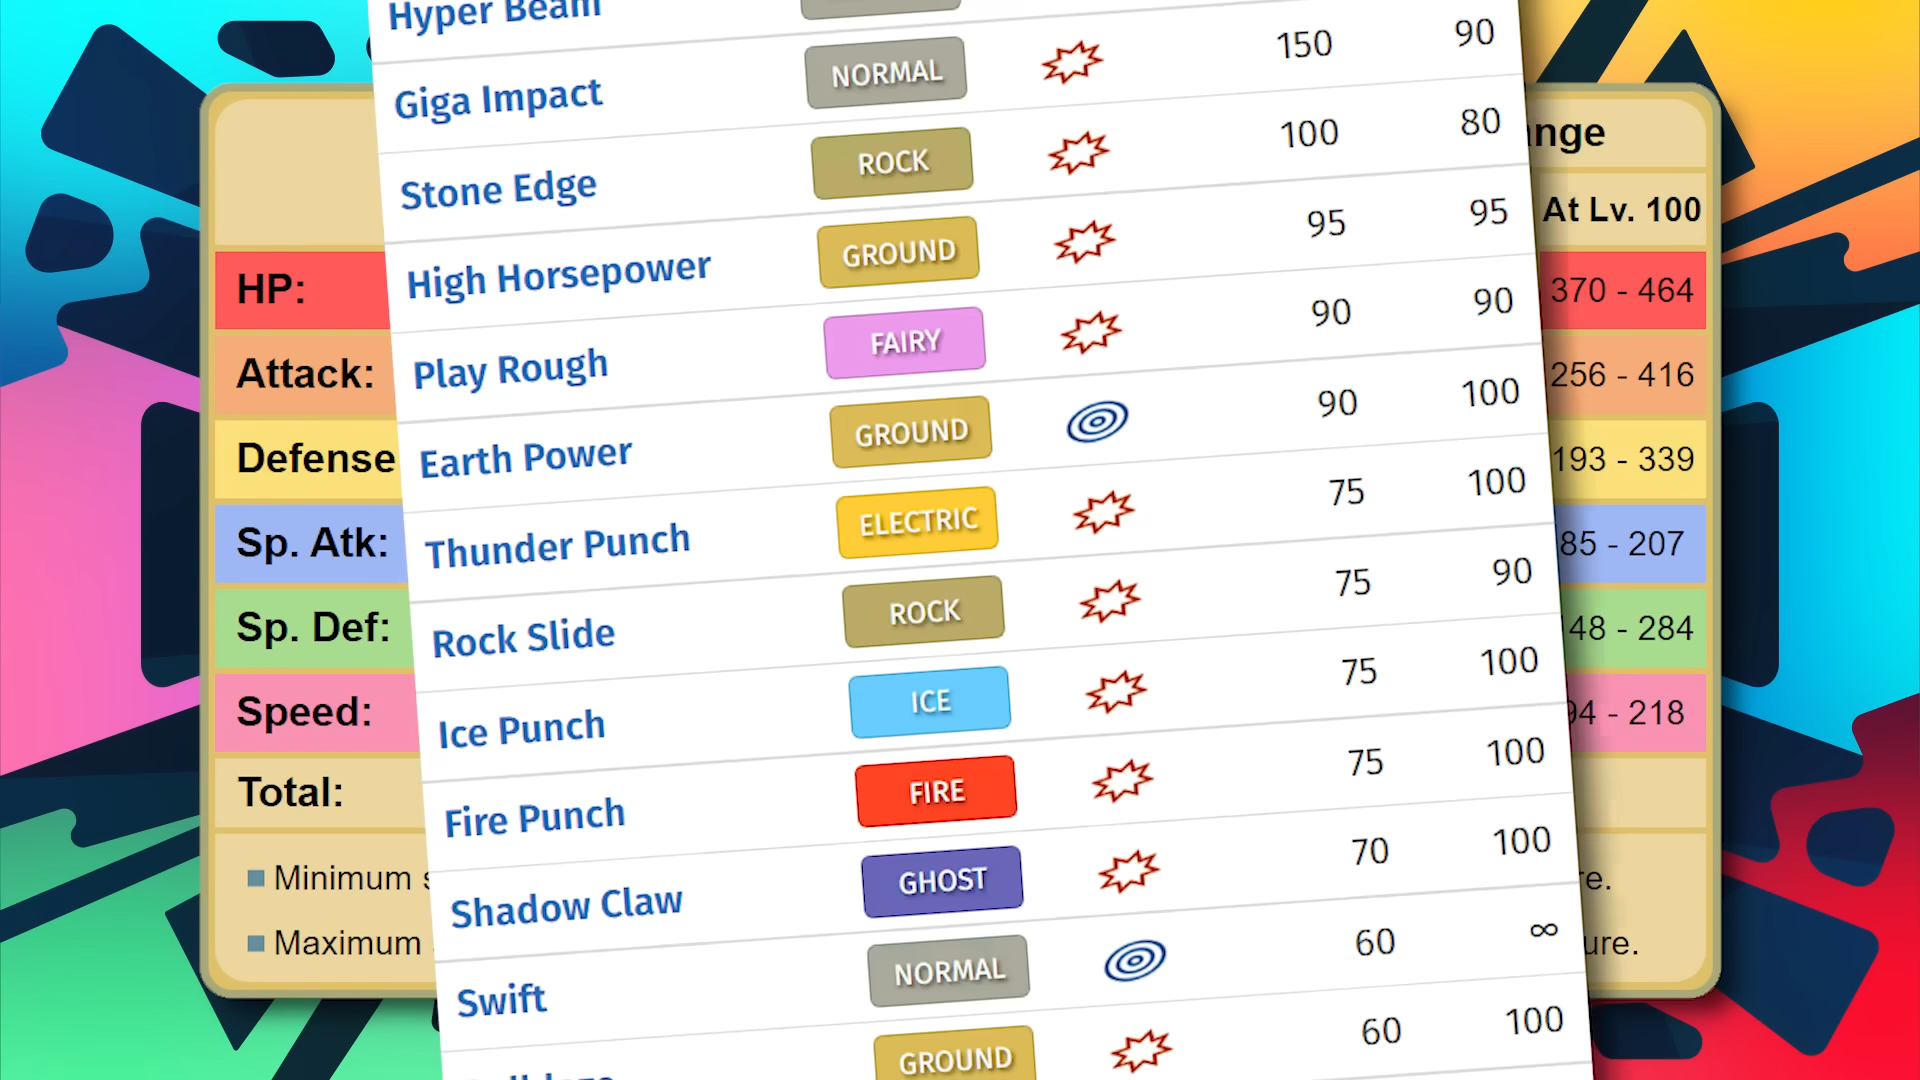 Hyper Beam
Giga Impact NORMAL 150 90
Stone Edge ROCK 100 80
High Horsepower GROUND 95 95
Play Rough FAIRY 90 90
Earth Power GROUND 90 100
Thunder Punch ELECTRIC 75 100
Rock Slide ROCK 75 90
Ice Punch ICE 75 100
Fire Punch FIRE 75 100
Shadow Claw GHOST 70 100
Swift NORMAL 60 ∞
GROUND 60 100
At Lv. 100
HP: 370 - 464
Attack: 256 - 416
Defense 193 - 339
Sp. Atk: 85 - 207
Sp. Def: 48 - 284
Speed: 94 - 218
Total:
Minimum
Maximum